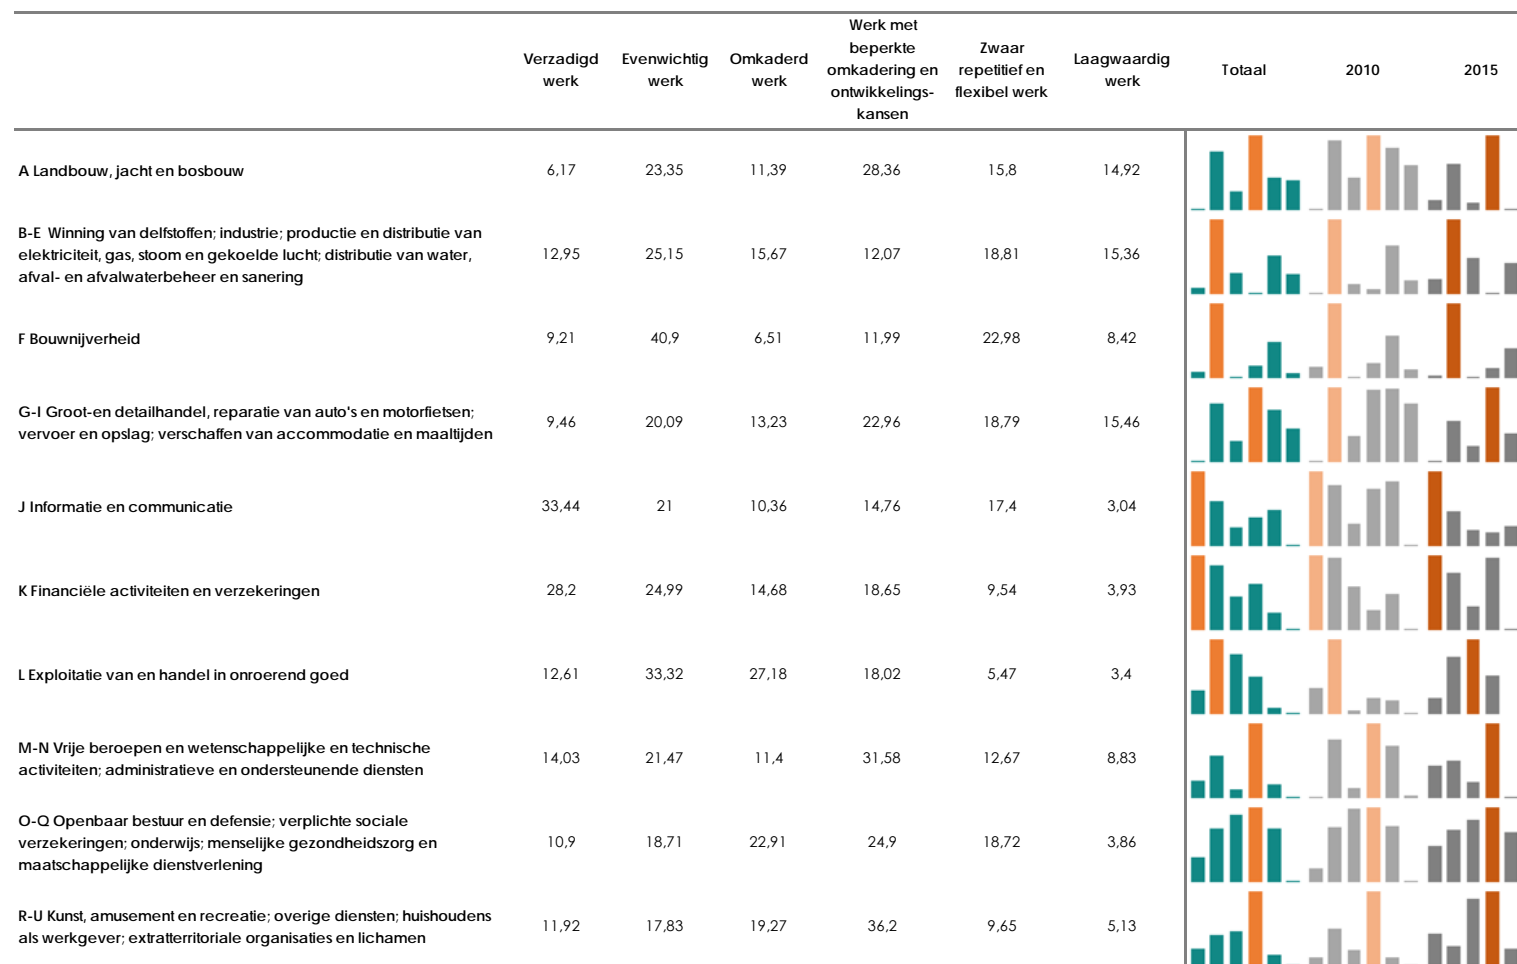 Verzadigd werk
Evenwichtig werk
Omkaderd werk
Werk met beperkte omkadering en ontwikkelings-kansen
Zwaar repetitief en flexibel werk
Laagwaardig werk
Totaal
2010
2015
A Landbouw, jacht en bosbouw
6,17 23,35 11,39 28,36 15,8 14,92
B-E Winning van delfstoffen; industrie; productie en distributie van
elektriciteit, gas, stoom en gekoelde lucht; distributie van water,
afval- en afvalwaterbeheer en sanering
12,95 25,15 15,67 12,07 18,81 15,36
F Bouwnijverheid
9,21 40,9 6,51 11,99 22,98 8,42
G-I Groot-en detailhandel, reparatie van auto's en motorfietsen;
vervoer en opslag; verschaffen van accommodatie en maaltijden
9,46 20,09 13,23 22,96 18,79 15,46
J Informatie en communicatie
33,44 21 10,36 14,76 17,4 3,04
K Financiële activiteiten en verzekeringen
28,2 24,99 14,68 18,65 9,54 3,93
L Exploitatie van en handel in onroerend goed
12,61 33,32 27,18 18,02 5,47 3,4
M-N Vrije beroepen en wetenschappelijke en technische
activiteiten; administratieve en ondersteunende diensten
14,03 21,47 11,4 31,58 12,67 8,83
O-Q Openbaar bestuur en defensie; verplichte sociale
verzekeringen; onderwijs; menselijke gezondheidszorg en
maatschappelijke dienstverlening
10,9 18,71 22,91 24,9 18,72 3,86
R-U Kunst, amusement en recreatie; overige diensten; huishoudens
als werkgever; extratterritoriale organisaties en lichamen
11,92 17,83 19,27 36,2 9,65 5,13